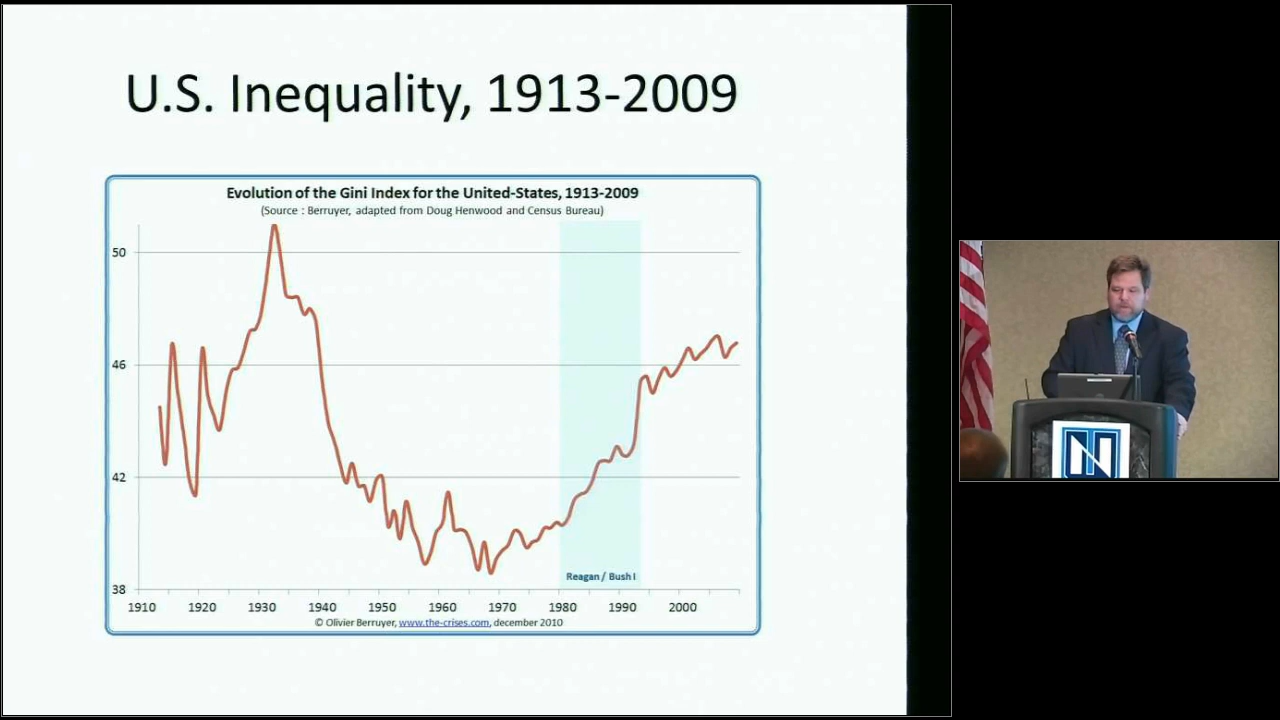 U.S. Inequality, 1913-2009
Evolution of the Gini Index for the United-States, 1913-2009
(Source : Berruyer, adapted from Doug Henwood and Census Bureau)
50
46
42
38
Reagan / Bush I
1910 1920 1930 1940 1950 1960 1970 1980 1990 2000
© Olivier Berruyer, www.the-crises.com, december 2010
N